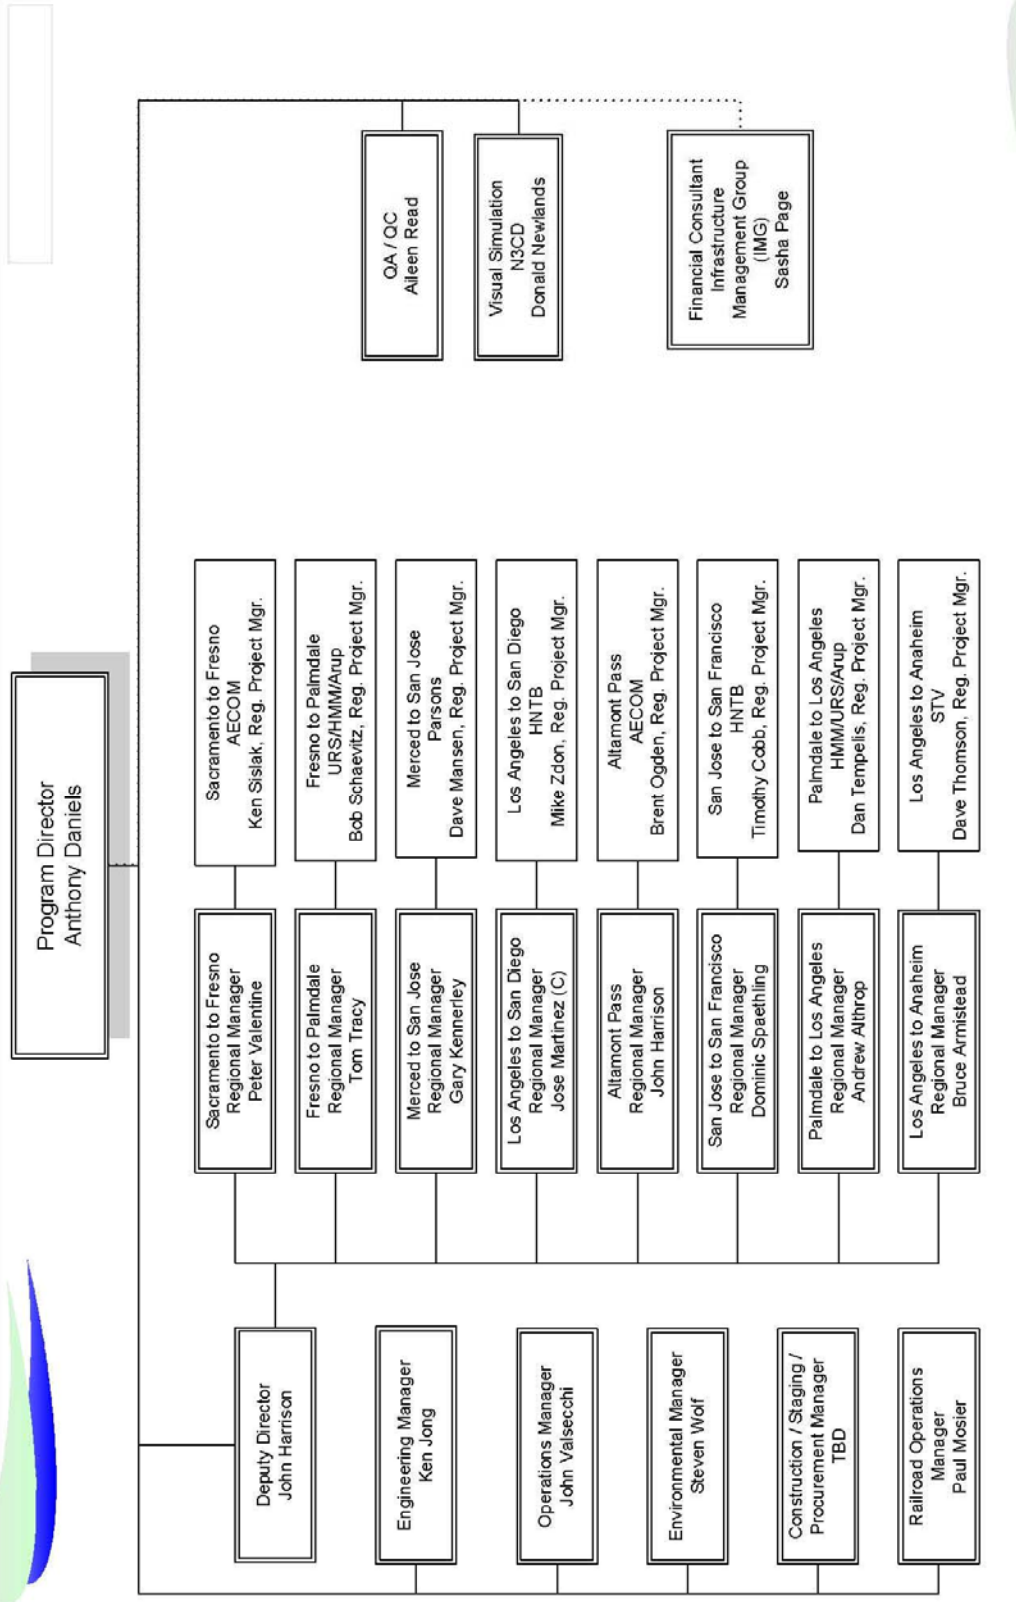 Program Director
Anthony Daniels
Deputy Director
John Harrison
Engineering Manager
Ken Jong
Operations Manager
John Valsecchi
Environmental Manager
Steven Wolf
Construction / Staging /
Procurement Manager
TBD
Railroad Operations
Manager
Paul Mosier
Sacramento to Fresno
Regional Manager
Peter Valentine
Fresno to Palmdale
Regional Manager
Tom Tracy
Merced to San Jose
Regional Manager
Gary Kennerley
Los Angeles to San Diego
Regional Manager
Jose Martinez (C)
Altamont Pass
Regional Manager
John Harrison
San Jose to San Francisco
Regional Manager
Dominic Spaethling
Palmdale to Los Angeles
Regional Manager
Andrew Althrop
Los Angeles to Anaheim
Regional Manager
Bruce Armistead
Sacramento to Fresno
AECOM
Ken Sislak, Reg. Project Mgr.
Fresno to Palmdale
URS/HMM/Arup
Bob Schaevitz, Reg. Project Mgr.
Merced to San Jose
Parsons
Dave Mansen, Reg. Project Mgr.
Los Angeles to San Diego
HNTB
Mike Zdon, Reg. Project Mgr.
Altamont Pass
AECOM
Brent Ogden, Reg. Project Mgr.
San Jose to San Francisco
HNTB
Timothy Cobb, Reg. Project Mgr.
Palmdale to Los Angeles
HMM/URS/Arup
Dan Tempelis, Reg. Project Mgr.
Los Angeles to Anaheim
STV
Dave Thomson, Reg. Project Mgr.
QA / QC
Aileen Read
Visual Simulation
N3CD
Donald Newlands
Financial Consultant
Infrastructure
Management Group
(IMG)
Sasha Page